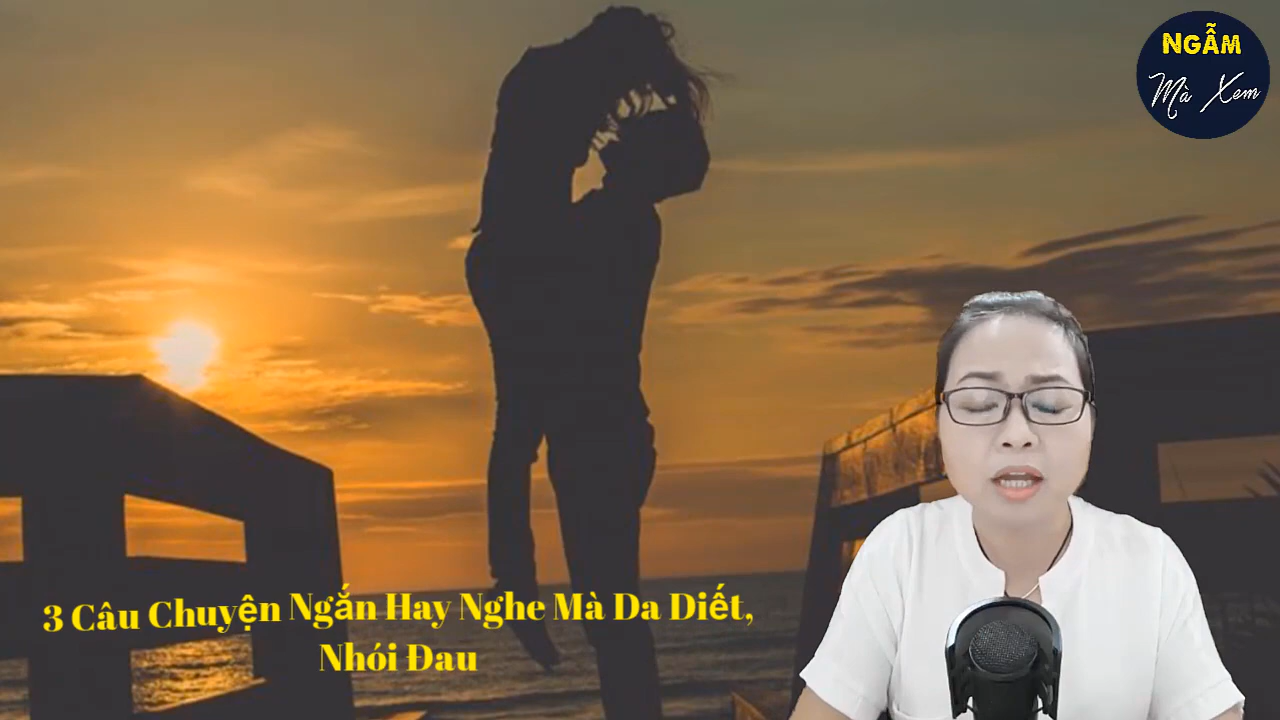 NGẪM
Mà Xem
3 Câu Chuyện Ngắn Hay Nghe Mà Da Diết,
Nhói Đau